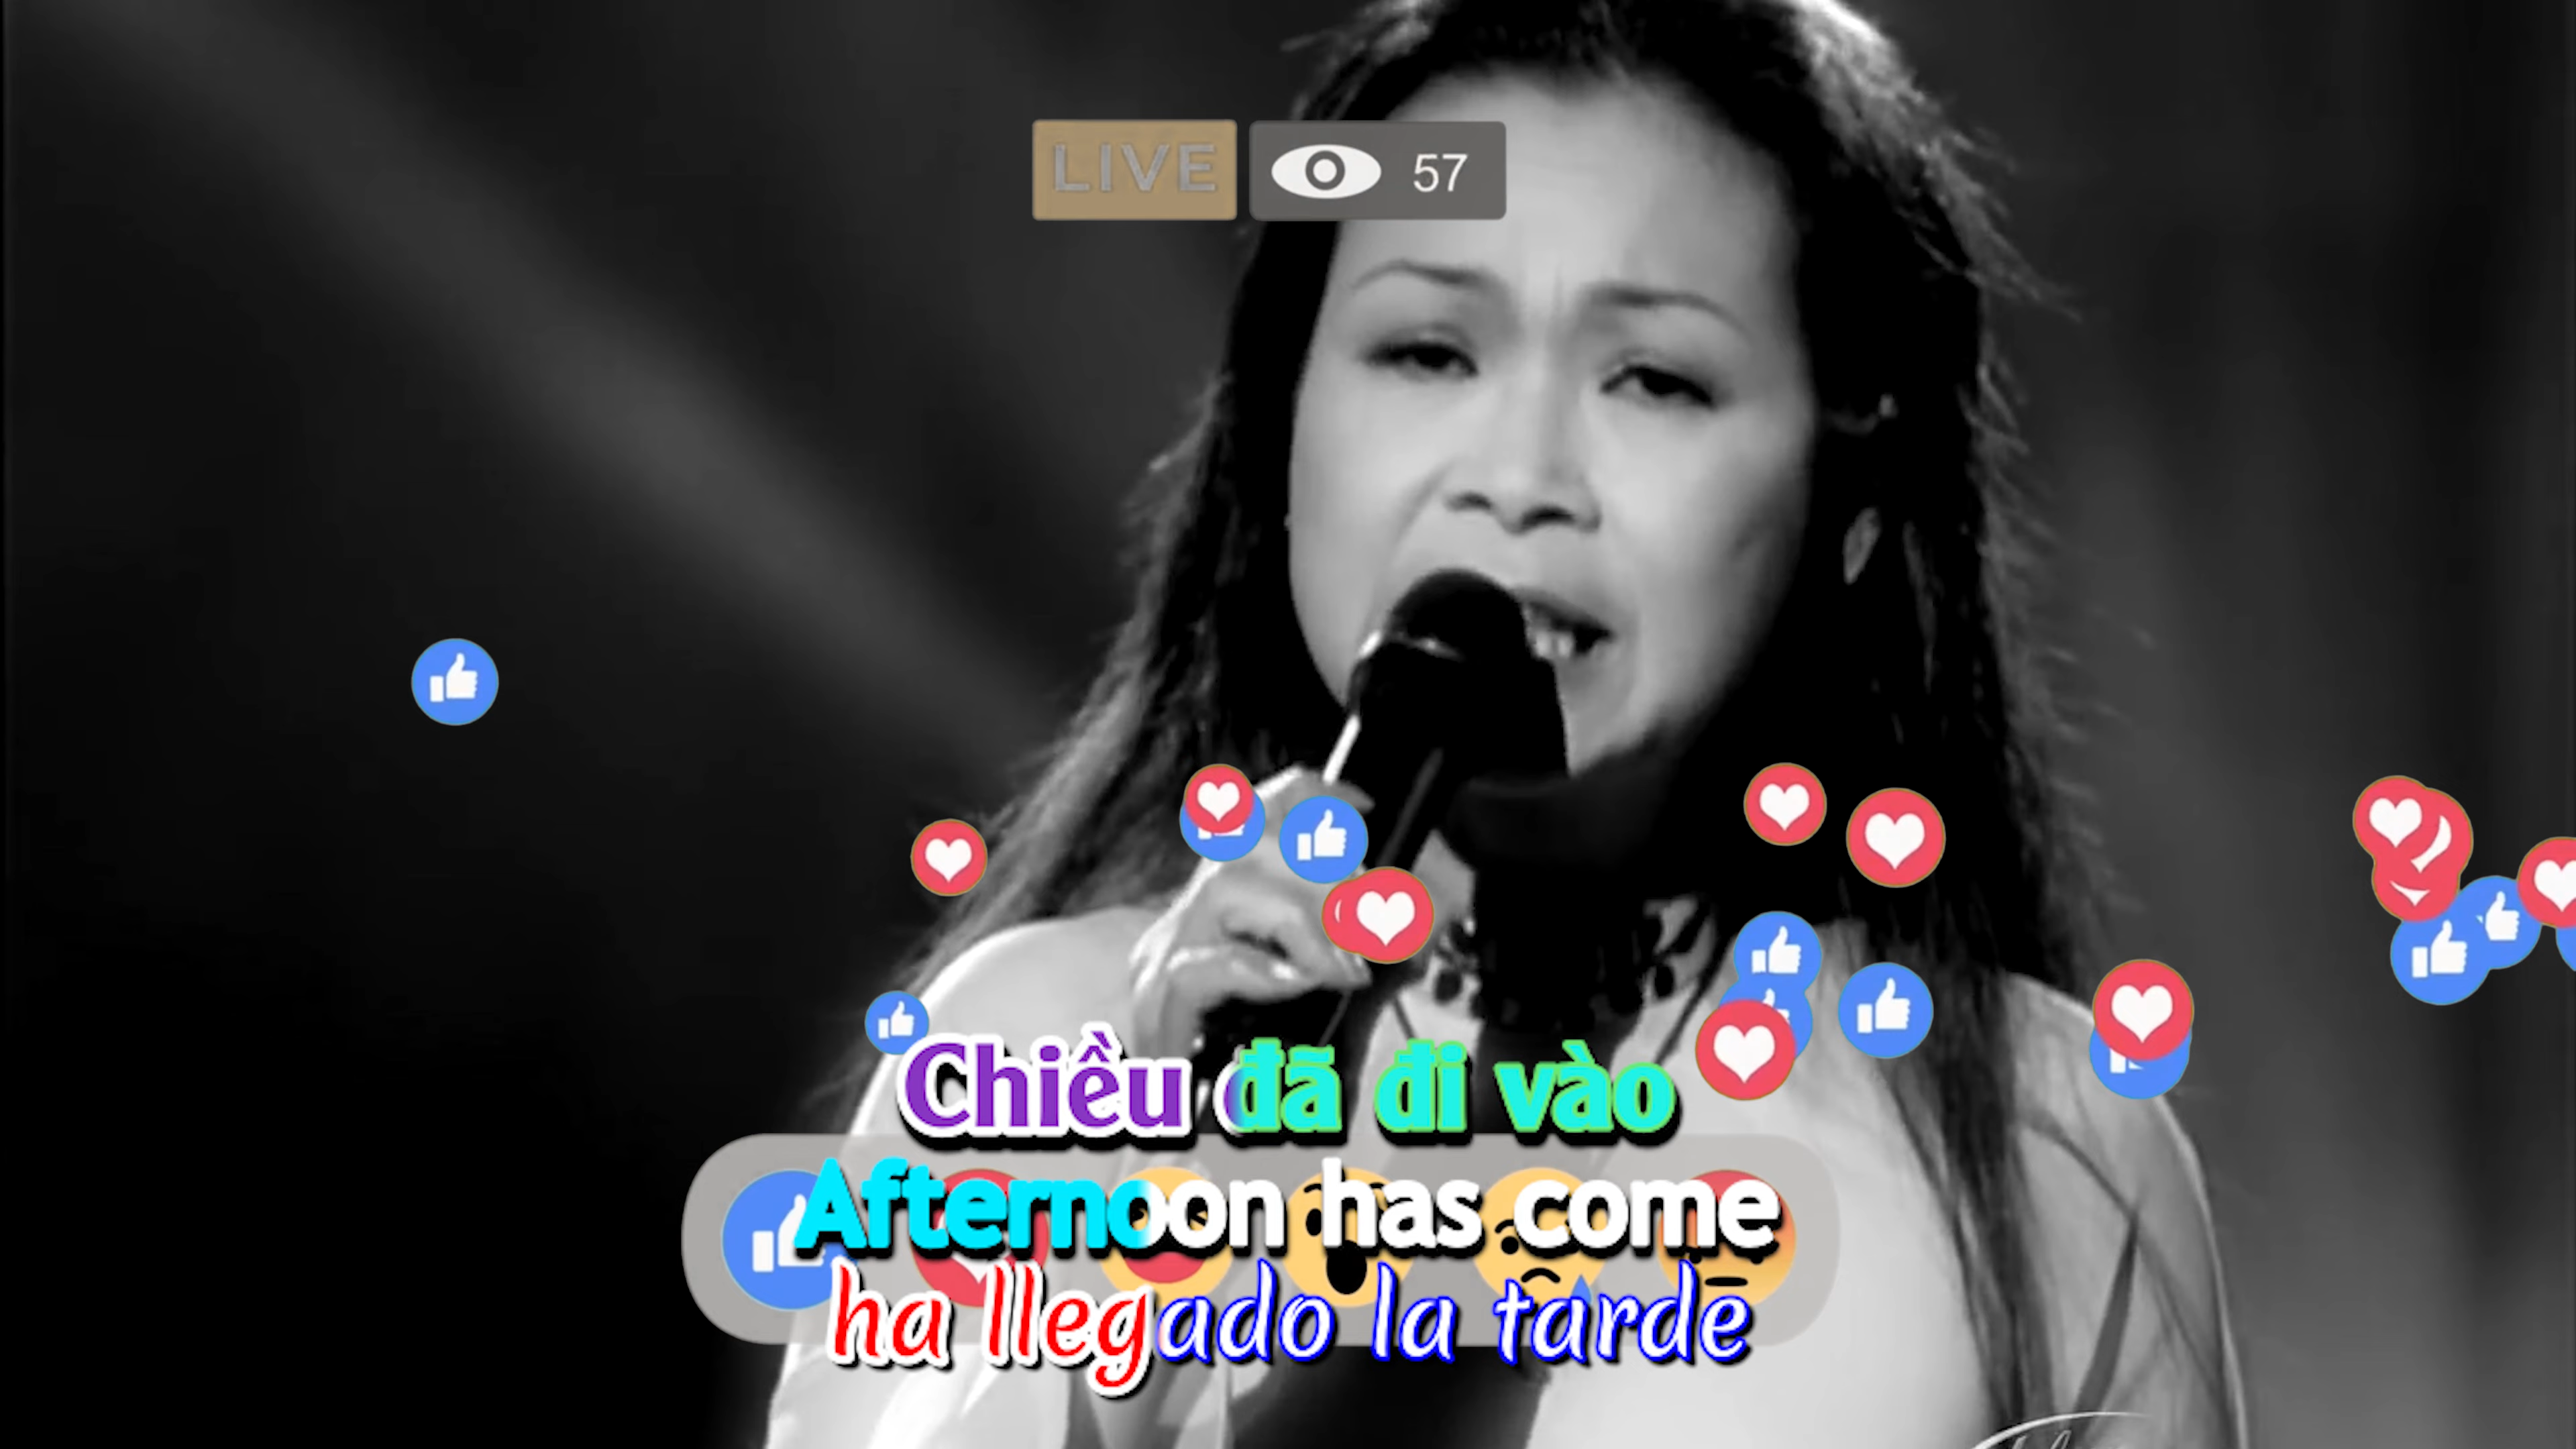 LIVE 57
Chiều đã đi vào
Afternoon has come
ha llegado la tarde